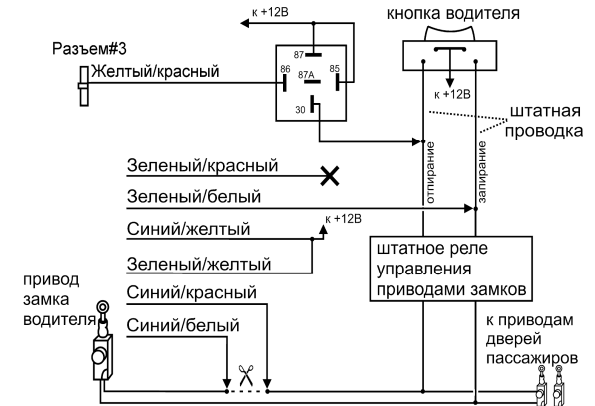 к +12В
кнопка водителя
Разъем#3
Желтый/красный
87
86
87А
85
30
к +12В
штатная
проводка
отпирание
запирание
Зеленый/красный
Зеленый/белый
Синий/желтый
к +12В
Зеленый/желтый
штатное реле
управления
приводами замков
привод
замка
водителя
Синий/красный
Синий/белый
к приводам
дверей
пассажиров